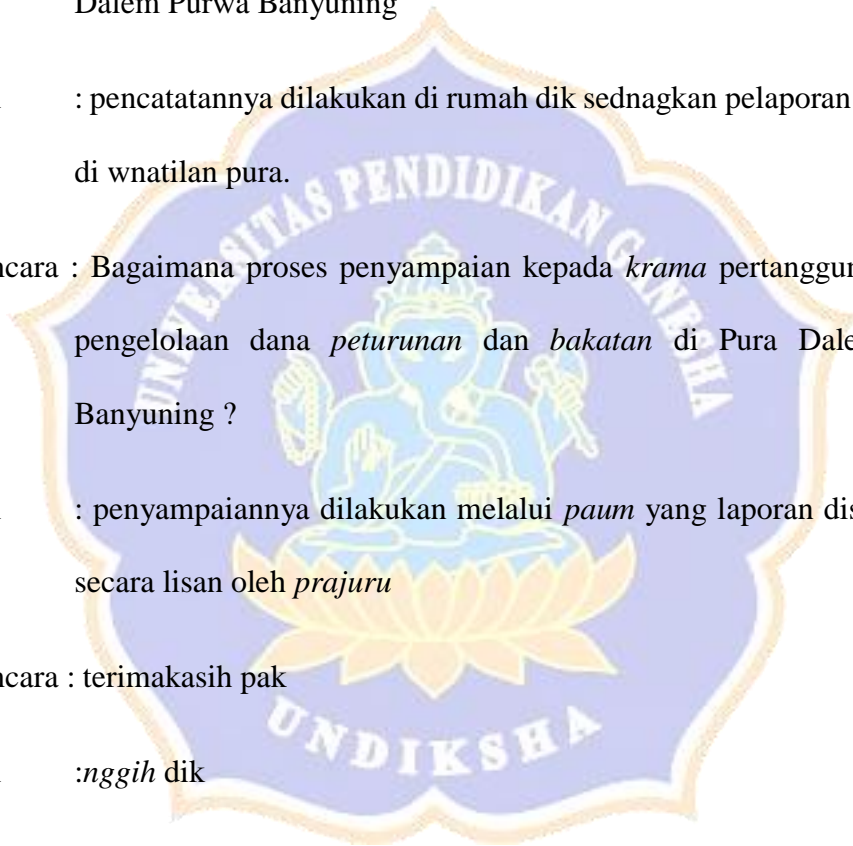 Dalem Purwa Banyuning
: pencatatannya dilakukan di rumah dik sednagkan pelaporan
di wnatilan pura.
ncara : Bagaimana proses penyampaian kepada krama pertanggun
pengelolaan dana peturunan dan bakatan di Pura Dale
Banyuning ?
: penyampaiannya dilakukan melalui paum yang laporan dis
secara lisan oleh prajuru
ncara : terimakasih pak
:nggih dik
UNIVERSITAS PENDIDIKAN GANESHA
UNDIKSHA